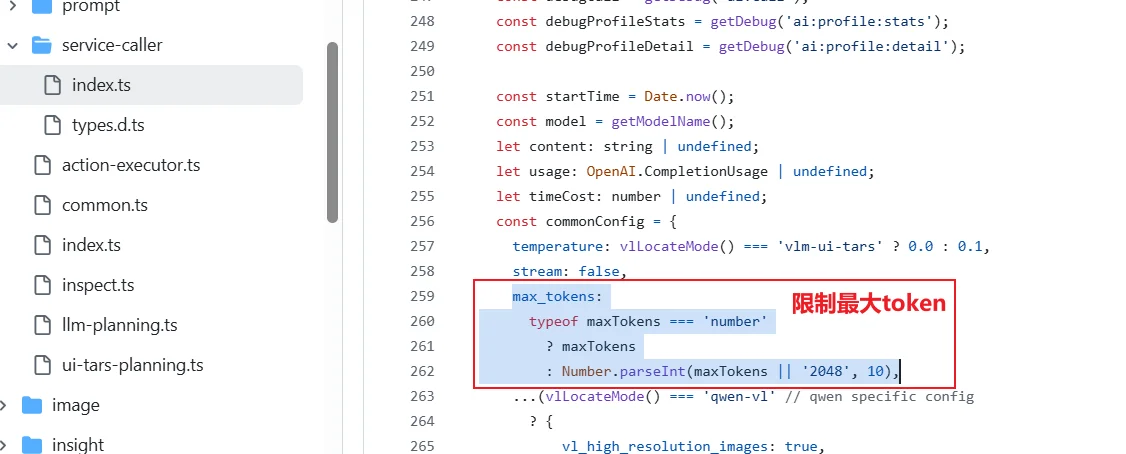 prompt
service-caller
index.ts
types.d.ts
action-executor.ts
common.ts
index.ts
inspect.ts
llm-planning.ts
ui-tars-planning.ts
image
insight
248 const debugProfileStats = getDebug('ai:profile:stats');
249 const debugProfileDetail = getDebug('ai:profile:detail');
250
251 const startTime = Date.now();
252 const model = getModelName();
253 let content: string | undefined;
254 let usage: OpenAI.CompletionUsage | undefined;
255 let timeCost: number | undefined;
256 const commonConfig = {
257 temperature: vlLocateMode() === 'vlm-ui-tars' ? 0.0 : 0.1,
258 stream: false,
259 max_tokens:
限制最大token
260 typeof maxTokens === 'number'
261 ? maxTokens
262 : Number.parseInt(maxTokens || '2048', 10),
263 ...(vlLocateMode() === 'qwen-vl' // qwen specific config
264 ? {
265 vl_high_resolution_images: true,